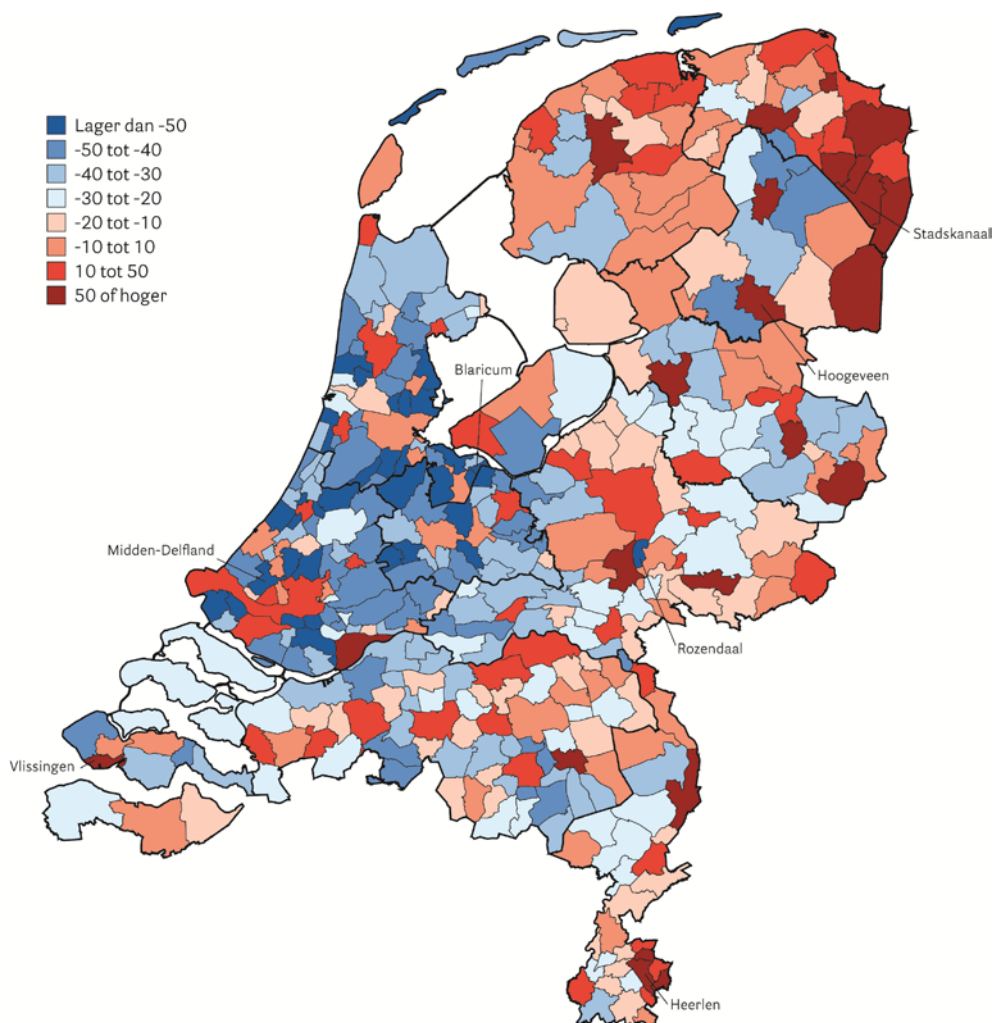 Lager dan -50
-50 tot -40
-40 tot -30
-30 tot -20
-20 tot -10
-10 tot 10
10 tot 50
50 of hoger
Stadskanaal
Blaricum
Hoogeveen
Midden-Delfland
Rozendaal
Vlissingen
Heerlen